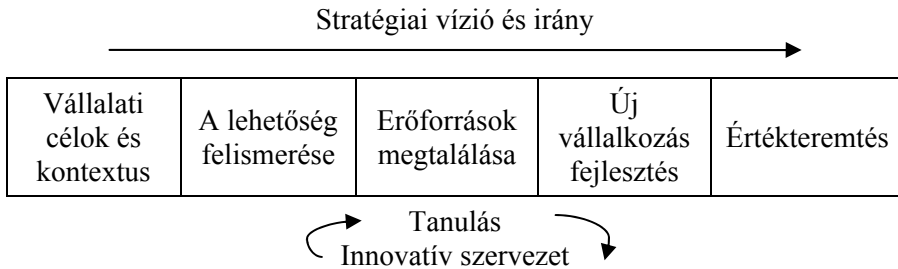 Stratégiai vízió és irány
Vállalati
célok és
kontextus
A lehetőség
felismerése
Erőforrások
megtalálása
Új
vállalkozás
fejlesztés
Értékteremtés
Tanulás
Innovatív szervezet